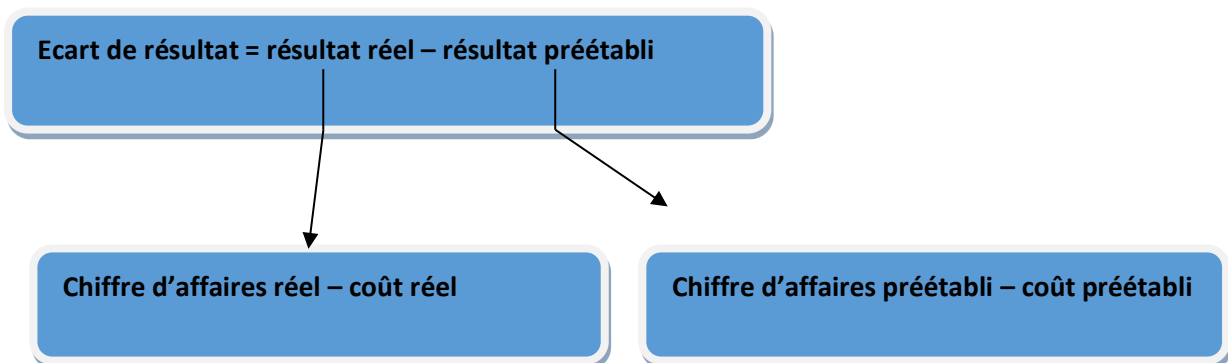 Ecart de résultat = résultat réel – résultat préétabli
Chiffre d’affaires réel – coût réel
Chiffre d’affaires préétabli – coût préétabli